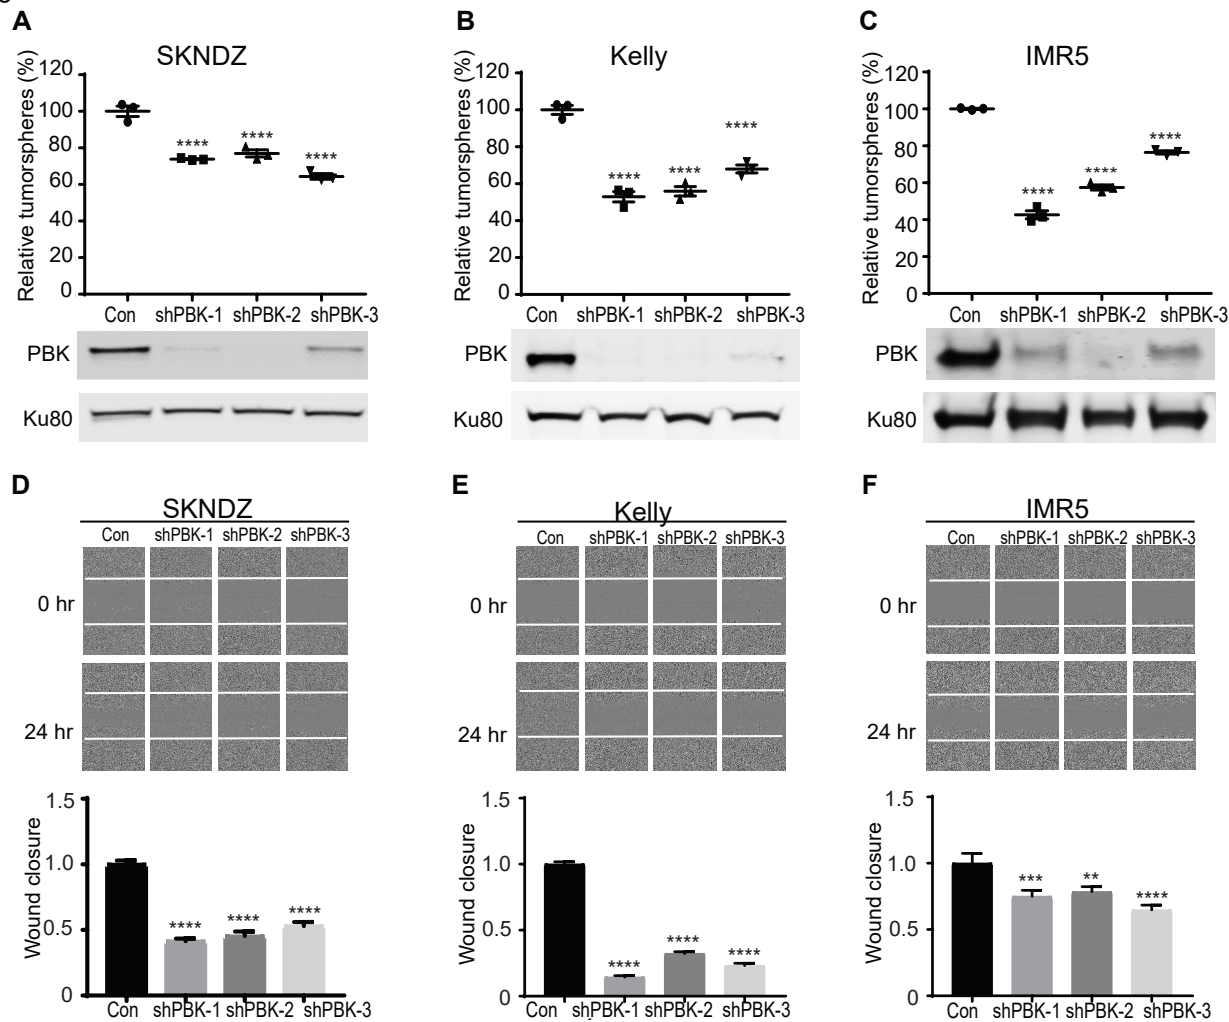 A
SKNDZ
Relative tumorspheres (%)
120
100
80
60
40
20
0
****
****
****
Con shPBK-1 shPBK-2 shPBK-3
PBK
Ku80
B
Kelly
Relative tumorspheres (%)
120
100
80
60
40
20
0
****
****
****
Con shPBK-1 shPBK-2 shPBK-3
PBK
Ku80
C
IMR5
Relative tumorspheres (%)
120
100
80
60
40
20
0
****
****
****
Con shPBK-1 shPBK-2 shPBK-3
PBK
Ku80
D
SKNDZ
Con shPBK-1 shPBK-2 shPBK-3
0 hr
24 hr
Wound closure
1.5
1.0
0.5
0
****
****
****
Con shPBK-1 shPBK-2 shPBK-3
E
Kelly
Con shPBK-1 shPBK-2 shPBK-3
0 hr
24 hr
Wound closure
1.5
1.0
0.5
0
****
****
****
Con shPBK-1 shPBK-2 shPBK-3
F
IMR5
Con shPBK-1 shPBK-2 shPBK-3
0 hr
24 hr
Wound closure
1.5
1.0
0.5
0
***
**
****
Con shPBK-1 shPBK-2 shPBK-3